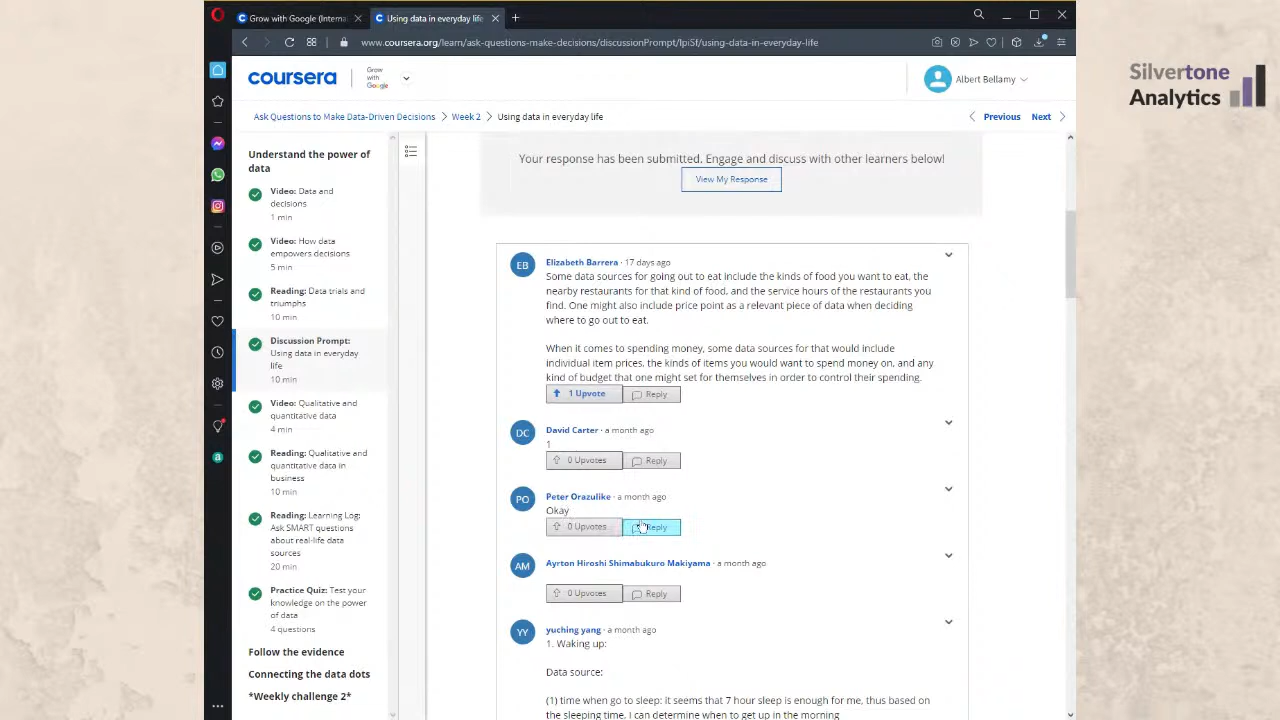 Grow with Google (Interna
Using data in everyday life
www.coursera.org/learn/ask-questions-make-decisions/discussionPrompt/IpiSf/using-data-in-everyday-life
Silvertone
Analytics
coursera
Grow
with
Google
Albert Bellamy
Ask Questions to Make Data-Driven Decisions
Week 2
Using data in everyday life
Previous
Next
Understand the power of
data
Video: Data and
decisions
1 min
Video: How data
empowers decisions
5 min
Reading: Data trials and
triumphs
10 min
Discussion Prompt:
Using data in everyday
life
10 min
Video: Qualitative and
quantitative data
4 min
Reading: Qualitative and
quantitative data in
business
10 min
Reading: Learning Log:
Ask SMART questions
about real-life data
sources
20 min
Practice Quiz: Test your
knowledge on the power
of data
4 questions
Follow the evidence
Connecting the data dots
*Weekly challenge 2*
Your response has been submitted. Engage and discuss with other learners below!
View My Response
EB
Elizabeth Barrera · 17 days ago
Some data sources for going out to eat include the kinds of food you want to eat, the
nearby restaurants for that kind of food, and the service hours of the restaurants you
find. One might also include price point as a relevant piece of data when deciding
where to go out to eat.
When it comes to spending money, some data sources for that would include
individual item prices, the kinds of items you would want to spend money on, and any
kind of budget that one might set for themselves in order to control their spending.
1 Upvote
Reply
DC
David Carter · a month ago
1
0 Upvotes
Reply
PO
Peter Orazulike · a month ago
Okay
0 Upvotes
Reply
AM
Ayrton Hiroshi Shimabukuro Makiyama · a month ago
0 Upvotes
Reply
YY
yuching yang · a month ago
1. Waking up:
Data source:
(1) time when go to sleep: it seems that 7 hour sleep is enough for me, thus based on
the sleeping time, I can determine when to get up in the morning